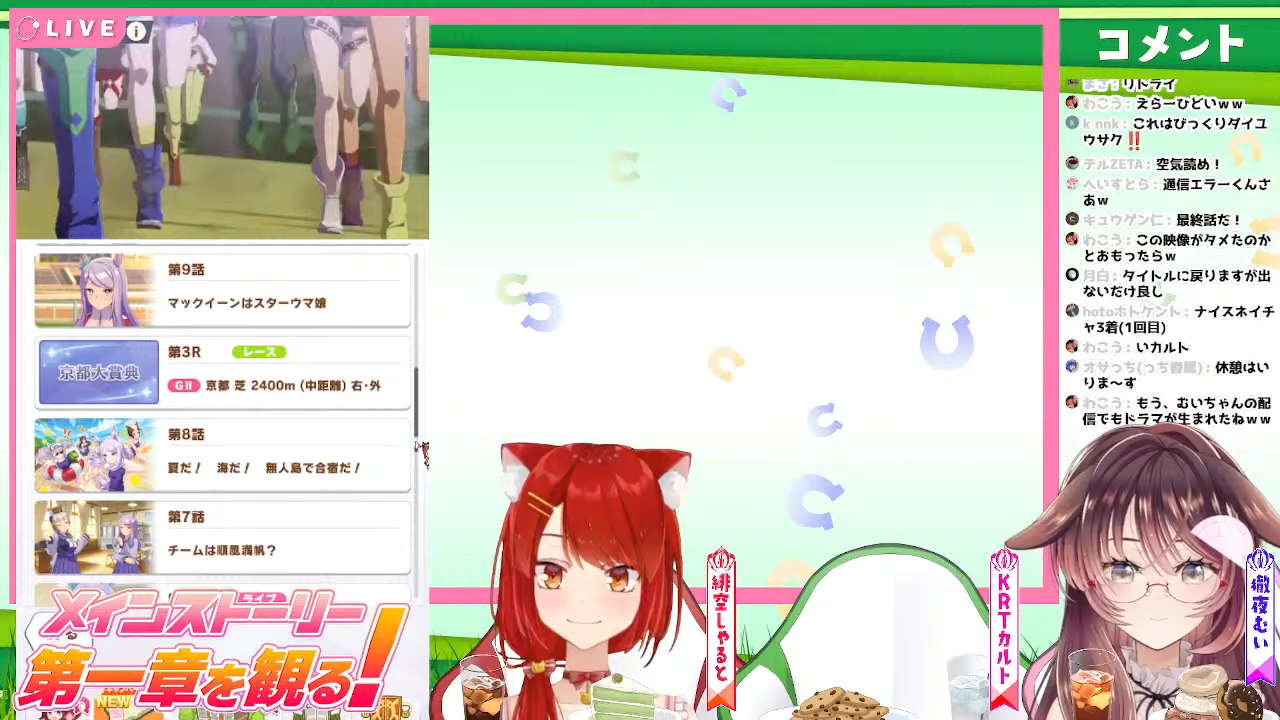 LIVE
第9話
マックイーンはスターウマ娘
京都大賞典
第3R レース
GII 京都 芝 2400m (中距離) 右・外
第8話
夏だ！ 海だ！ 無人島で合宿だ！
第7話
チームは順風満帆？
ライブ
メインストーリー
第一章を観る！
NEW
緋空しゃると
KRTカルト
徹夜むい
コメント
まさ: リトライ
わこう: えらーひどいｗｗ
k nnk: これはびっくりダイユ
ウサク‼
テルZETA: 空気読め！
へいすとら: 通信エラーくんさ
あw
キュウゲン仁: 最終話だ！
わこう: この映像がダメたのか
とおもったらw
月白: タイトルに戻りますが出
ないだけ良し
hotoホトケント: ナイスネイチ
ャ3着(1回目)
わこう: いカルト
オサっち(っち眷属): 休憩はい
りま～す
わこう: もう、むいちゃんの配
信でもドラマが生まれたねｗｗ